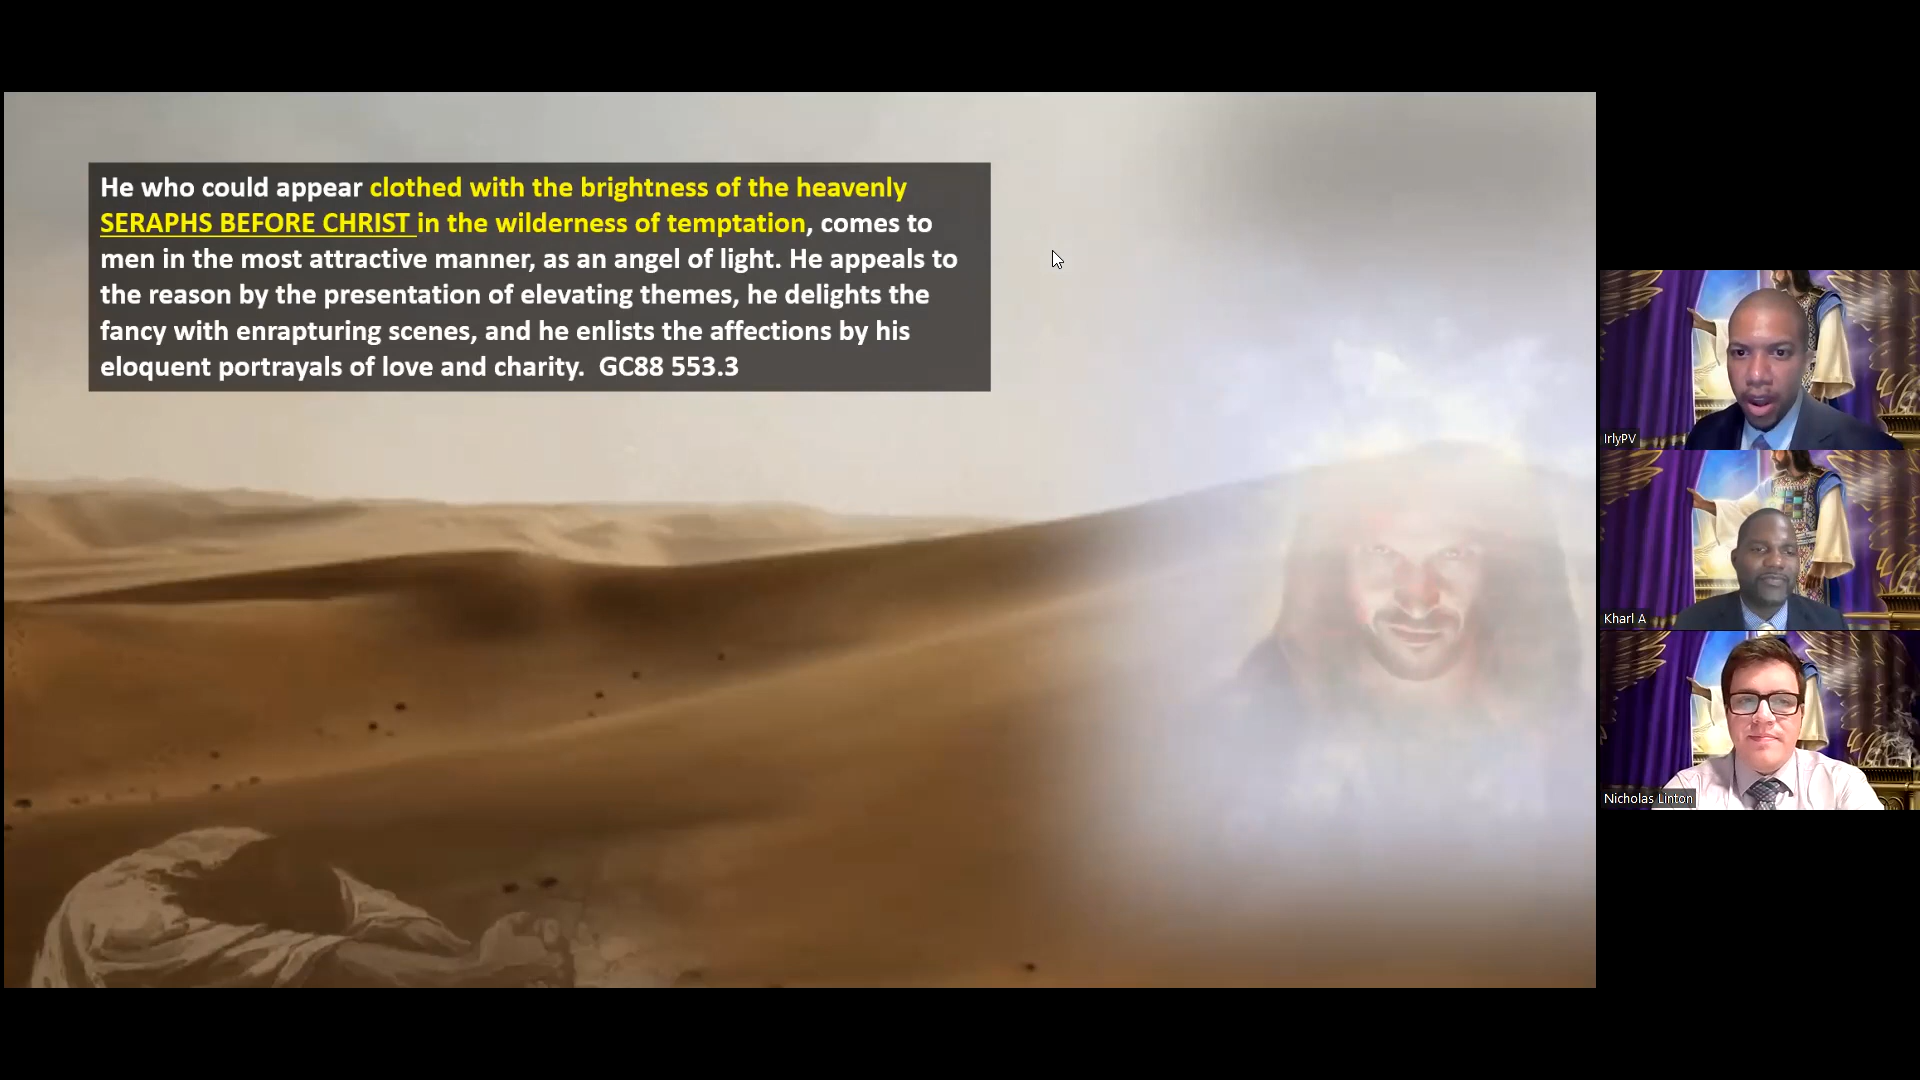 He who could appear clothed with the brightness of the heavenly
SERAPHS BEFORE CHRIST in the wilderness of temptation, comes to
men in the most attractive manner, as an angel of light. He appeals to
the reason by the presentation of elevating themes, he delights the
fancy with enrapturing scenes, and he enlists the affections by his
eloquent portrayals of love and charity.  GC88 553.3
IrlyPV
Kharl A
Nicholas Linton